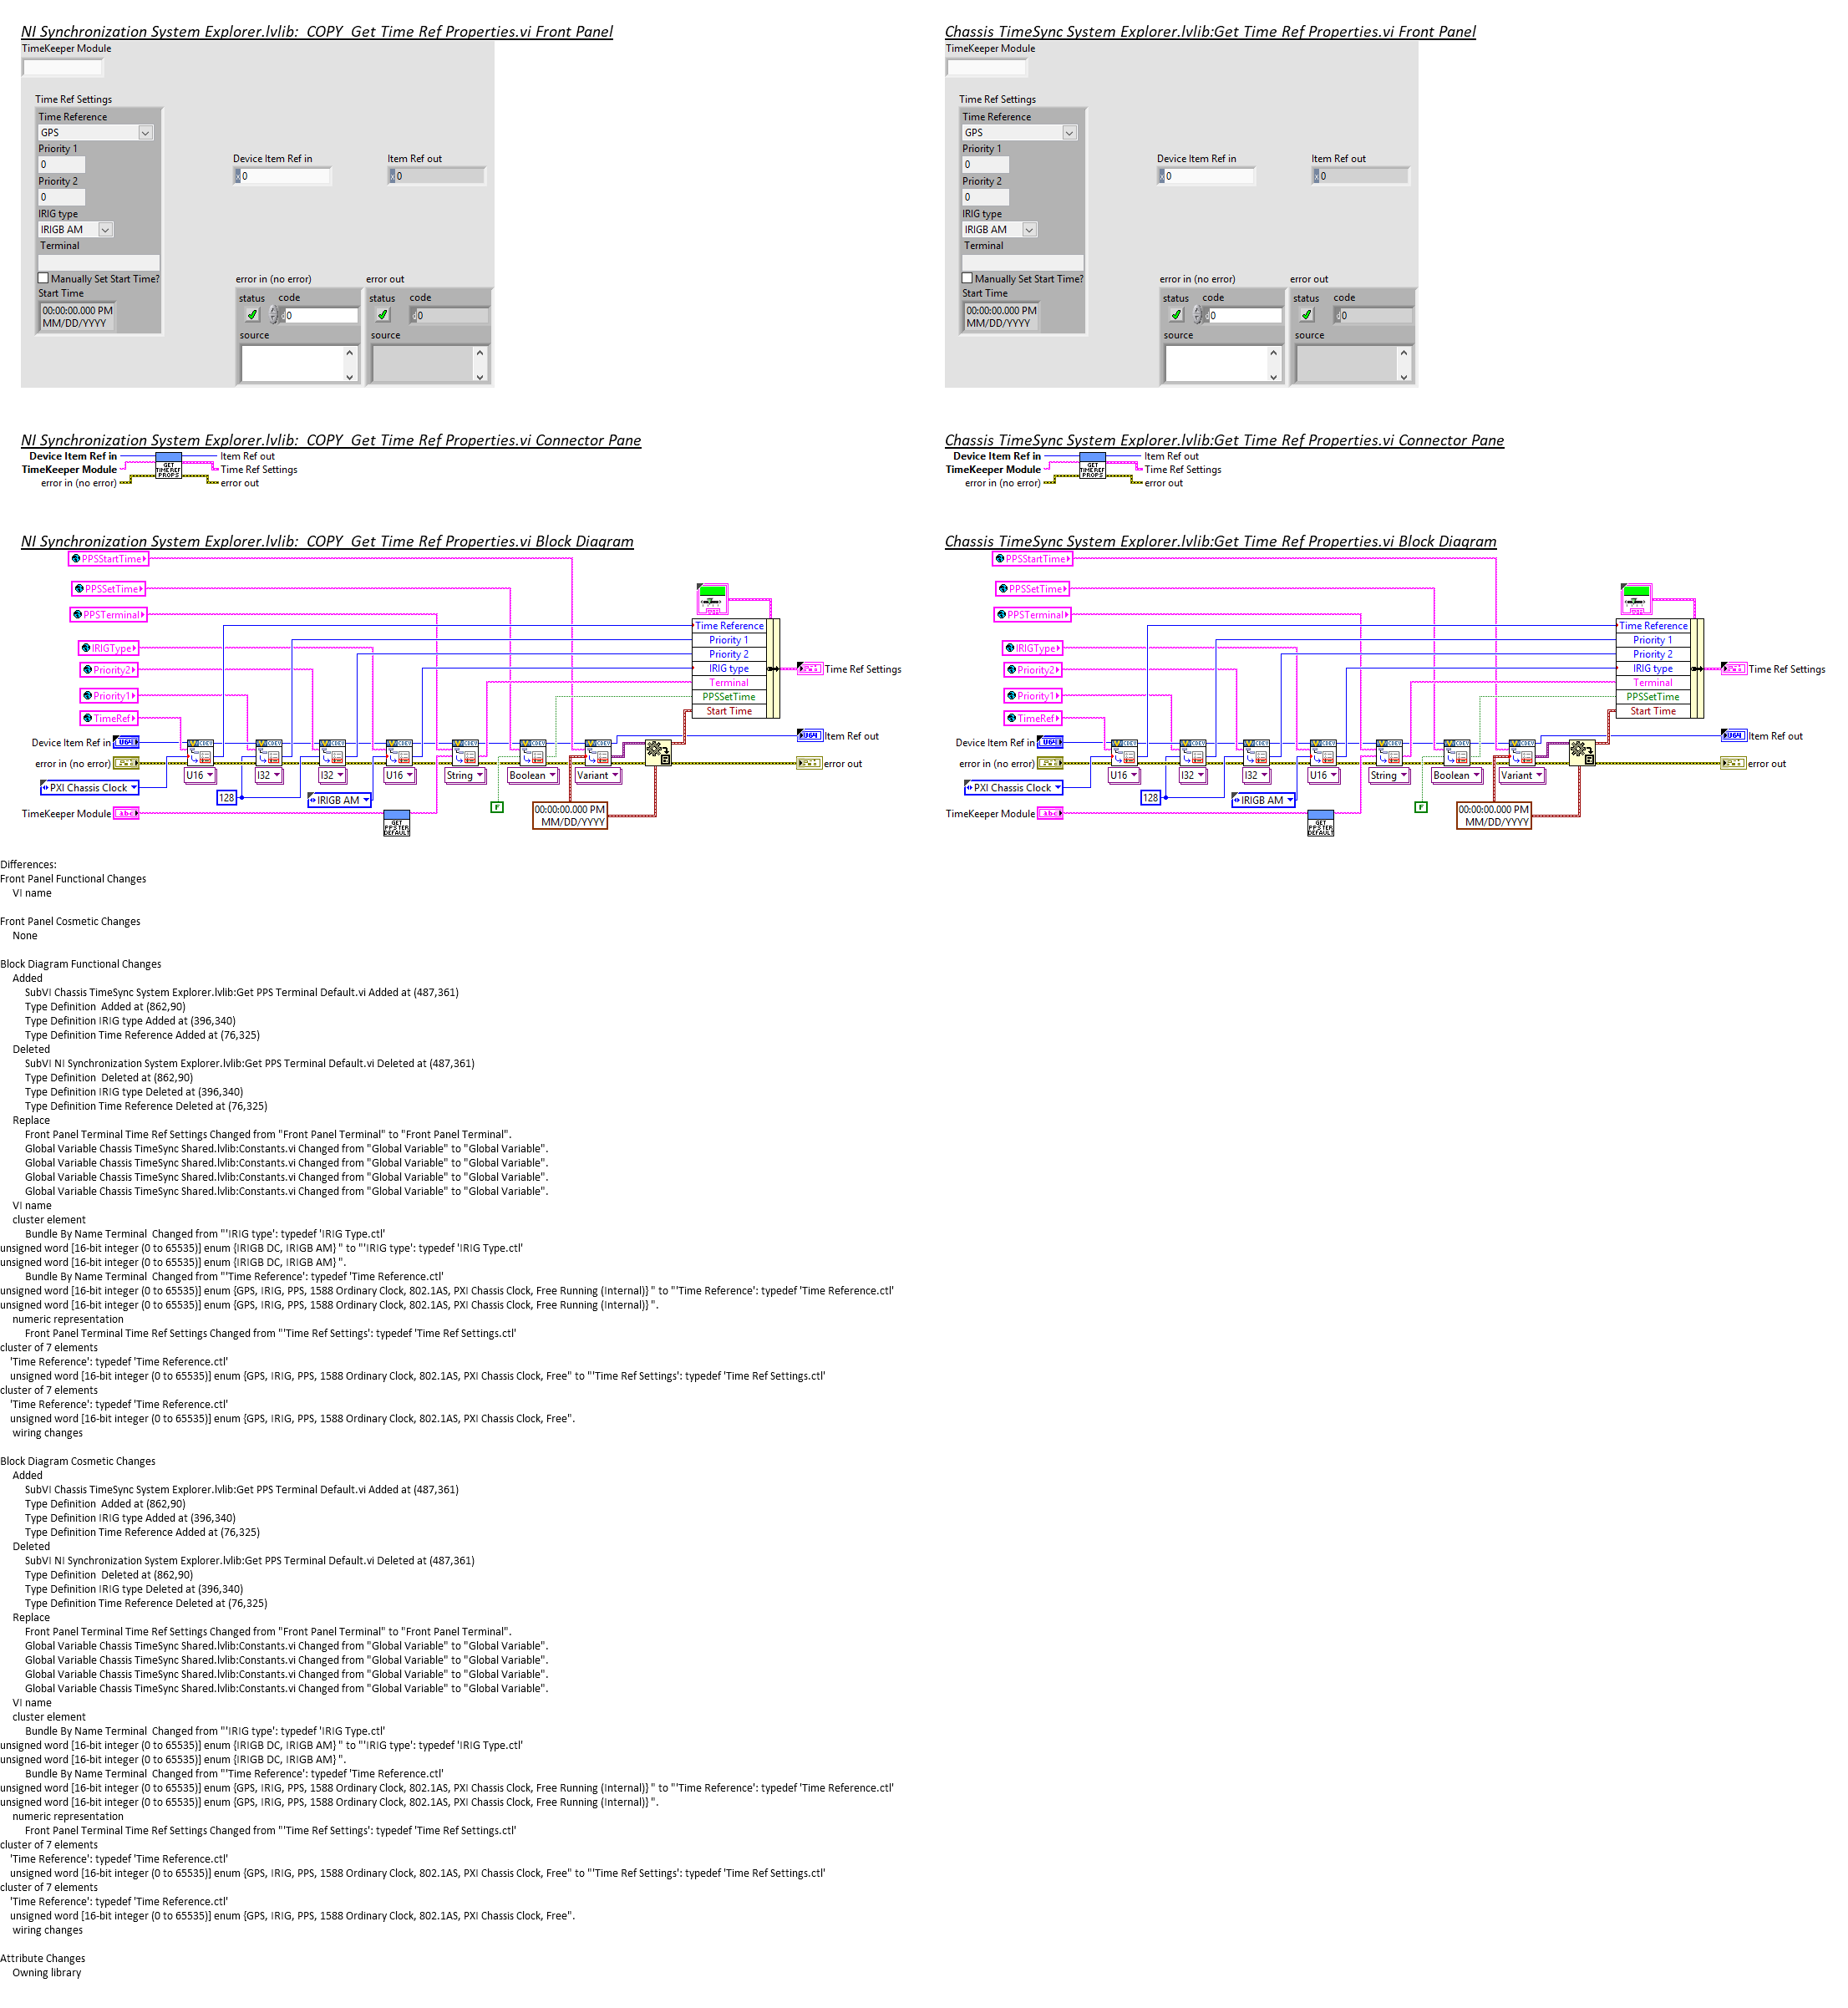 NI Synchronization System Explorer.lvlib:_COPY_Get Time Ref Properties.vi Front Panel
TimeKeeper Module
Time Ref Settings
Time Reference
GPS
Priority 1
0
Priority 2
0
IRIG type
IRIGB AM
Terminal
Manually Set Start Time?
Start Time
00:00:00.000 PM
MM/DD/YYYY
Device Item Ref in
x 0
Item Ref out
x 0
error in (no error)
status code
d 0
source
error out
status code
d 0
source
Chassis TimeSync System Explorer.lvlib:Get Time Ref Properties.vi Front Panel
TimeKeeper Module
Time Ref Settings
Time Reference
GPS
Priority 1
0
Priority 2
0
IRIG type
IRIGB AM
Terminal
Manually Set Start Time?
Start Time
00:00:00.000 PM
MM/DD/YYYY
Device Item Ref in
x 0
Item Ref out
x 0
error in (no error)
status code
d 0
source
error out
status code
d 0
source
NI Synchronization System Explorer.lvlib:_COPY_Get Time Ref Properties.vi Connector Pane
Device Item Ref in
TimeKeeper Module
error in (no error)
GET
TIMEREF
PROPS
Item Ref out
Time Ref Settings
error out
Chassis TimeSync System Explorer.lvlib:Get Time Ref Properties.vi Connector Pane
Device Item Ref in
TimeKeeper Module
error in (no error)
GET
TIMEREF
PROPS
Item Ref out
Time Ref Settings
error out
NI Synchronization System Explorer.lvlib:_COPY_Get Time Ref Properties.vi Block Diagram
PPSStartTime
PPSSetTime
PPSTerminal
IRIGType
Priority2
Priority1
TimeRef
Time Reference
Priority 1
Priority 2
IRIG type
Terminal
PPSSetTime
Start Time
Time Ref Settings
Device Item Ref in
U64
error in (no error)
CDEV CDEV CDEV CDEV CDEV CDEV CDEV
U16 I32 I32 U16 String Boolean Variant
U64
Item Ref out
error out
PXI Chassis Clock
128
IRIGB AM
F
00:00:00.000 PM
MM/DD/YYYY
TimeKeeper Module
abc
GET
PPSTER
DEFAULT
Chassis TimeSync System Explorer.lvlib:Get Time Ref Properties.vi Block Diagram
PPSStartTime
PPSSetTime
PPSTerminal
IRIGType
Priority2
Priority1
TimeRef
Time Reference
Priority 1
Priority 2
IRIG type
Terminal
PPSSetTime
Start Time
Time Ref Settings
Device Item Ref in
U64
error in (no error)
CDEV CDEV CDEV CDEV CDEV CDEV CDEV
U16 I32 I32 U16 String Boolean Variant
U64
Item Ref out
error out
PXI Chassis Clock
128
IRIGB AM
F
00:00:00.000 PM
MM/DD/YYYY
TimeKeeper Module
abc
GET
PPSTER
DEFAULT
Differences:
Front Panel Functional Changes
VI name
Front Panel Cosmetic Changes
None
Block Diagram Functional Changes
Added
SubVI Chassis TimeSync System Explorer.lvlib:Get PPS Terminal Default.vi Added at (487,361)
Type Definition  Added at (862,90)
Type Definition IRIG type Added at (396,340)
Type Definition Time Reference Added at (76,325)
Deleted
SubVI NI Synchronization System Explorer.lvlib:Get PPS Terminal Default.vi Deleted at (487,361)
Type Definition  Deleted at (862,90)
Type Definition IRIG type Deleted at (396,340)
Type Definition Time Reference Deleted at (76,325)
Replace
Front Panel Terminal Time Ref Settings Changed from "Front Panel Terminal" to "Front Panel Terminal".
Global Variable Chassis TimeSync Shared.lvlib:Constants.vi Changed from "Global Variable" to "Global Variable".
Global Variable Chassis TimeSync Shared.lvlib:Constants.vi Changed from "Global Variable" to "Global Variable".
Global Variable Chassis TimeSync Shared.lvlib:Constants.vi Changed from "Global Variable" to "Global Variable".
Global Variable Chassis TimeSync Shared.lvlib:Constants.vi Changed from "Global Variable" to "Global Variable".
VI name
cluster element
Bundle By Name Terminal  Changed from "'IRIG type': typedef 'IRIG Type.ctl'
unsigned word [16-bit integer (0 to 65535)] enum {IRIGB DC, IRIGB AM} " to "'IRIG type': typedef 'IRIG Type.ctl'
unsigned word [16-bit integer (0 to 65535)] enum {IRIGB DC, IRIGB AM} ".
Bundle By Name Terminal  Changed from "'Time Reference': typedef 'Time Reference.ctl'
unsigned word [16-bit integer (0 to 65535)] enum {GPS, IRIG, PPS, 1588 Ordinary Clock, 802.1AS, PXI Chassis Clock, Free Running (Internal)} " to "'Time Reference': typedef 'Time Reference.ctl'
unsigned word [16-bit integer (0 to 65535)] enum {GPS, IRIG, PPS, 1588 Ordinary Clock, 802.1AS, PXI Chassis Clock, Free Running (Internal)} ".
numeric representation
Front Panel Terminal Time Ref Settings Changed from "'Time Ref Settings': typedef 'Time Ref Settings.ctl'
cluster of 7 elements
'Time Reference': typedef 'Time Reference.ctl'
unsigned word [16-bit integer (0 to 65535)] enum {GPS, IRIG, PPS, 1588 Ordinary Clock, 802.1AS, PXI Chassis Clock, Free" to "'Time Ref Settings': typedef 'Time Ref Settings.ctl'
cluster of 7 elements
'Time Reference': typedef 'Time Reference.ctl'
unsigned word [16-bit integer (0 to 65535)] enum {GPS, IRIG, PPS, 1588 Ordinary Clock, 802.1AS, PXI Chassis Clock, Free".
wiring changes
Block Diagram Cosmetic Changes
Added
SubVI Chassis TimeSync System Explorer.lvlib:Get PPS Terminal Default.vi Added at (487,361)
Type Definition  Added at (862,90)
Type Definition IRIG type Added at (396,340)
Type Definition Time Reference Added at (76,325)
Deleted
SubVI NI Synchronization System Explorer.lvlib:Get PPS Terminal Default.vi Deleted at (487,361)
Type Definition  Deleted at (862,90)
Type Definition IRIG type Deleted at (396,340)
Type Definition Time Reference Deleted at (76,325)
Replace
Front Panel Terminal Time Ref Settings Changed from "Front Panel Terminal" to "Front Panel Terminal".
Global Variable Chassis TimeSync Shared.lvlib:Constants.vi Changed from "Global Variable" to "Global Variable".
Global Variable Chassis TimeSync Shared.lvlib:Constants.vi Changed from "Global Variable" to "Global Variable".
Global Variable Chassis TimeSync Shared.lvlib:Constants.vi Changed from "Global Variable" to "Global Variable".
Global Variable Chassis TimeSync Shared.lvlib:Constants.vi Changed from "Global Variable" to "Global Variable".
VI name
cluster element
Bundle By Name Terminal  Changed from "'IRIG type': typedef 'IRIG Type.ctl'
unsigned word [16-bit integer (0 to 65535)] enum {IRIGB DC, IRIGB AM} " to "'IRIG type': typedef 'IRIG Type.ctl'
unsigned word [16-bit integer (0 to 65535)] enum {IRIGB DC, IRIGB AM} ".
Bundle By Name Terminal  Changed from "'Time Reference': typedef 'Time Reference.ctl'
unsigned word [16-bit integer (0 to 65535)] enum {GPS, IRIG, PPS, 1588 Ordinary Clock, 802.1AS, PXI Chassis Clock, Free Running (Internal)} " to "'Time Reference': typedef 'Time Reference.ctl'
unsigned word [16-bit integer (0 to 65535)] enum {GPS, IRIG, PPS, 1588 Ordinary Clock, 802.1AS, PXI Chassis Clock, Free Running (Internal)} ".
numeric representation
Front Panel Terminal Time Ref Settings Changed from "'Time Ref Settings': typedef 'Time Ref Settings.ctl'
cluster of 7 elements
'Time Reference': typedef 'Time Reference.ctl'
unsigned word [16-bit integer (0 to 65535)] enum {GPS, IRIG, PPS, 1588 Ordinary Clock, 802.1AS, PXI Chassis Clock, Free" to "'Time Ref Settings': typedef 'Time Ref Settings.ctl'
cluster of 7 elements
'Time Reference': typedef 'Time Reference.ctl'
unsigned word [16-bit integer (0 to 65535)] enum {GPS, IRIG, PPS, 1588 Ordinary Clock, 802.1AS, PXI Chassis Clock, Free".
wiring changes
Attribute Changes
Owning library